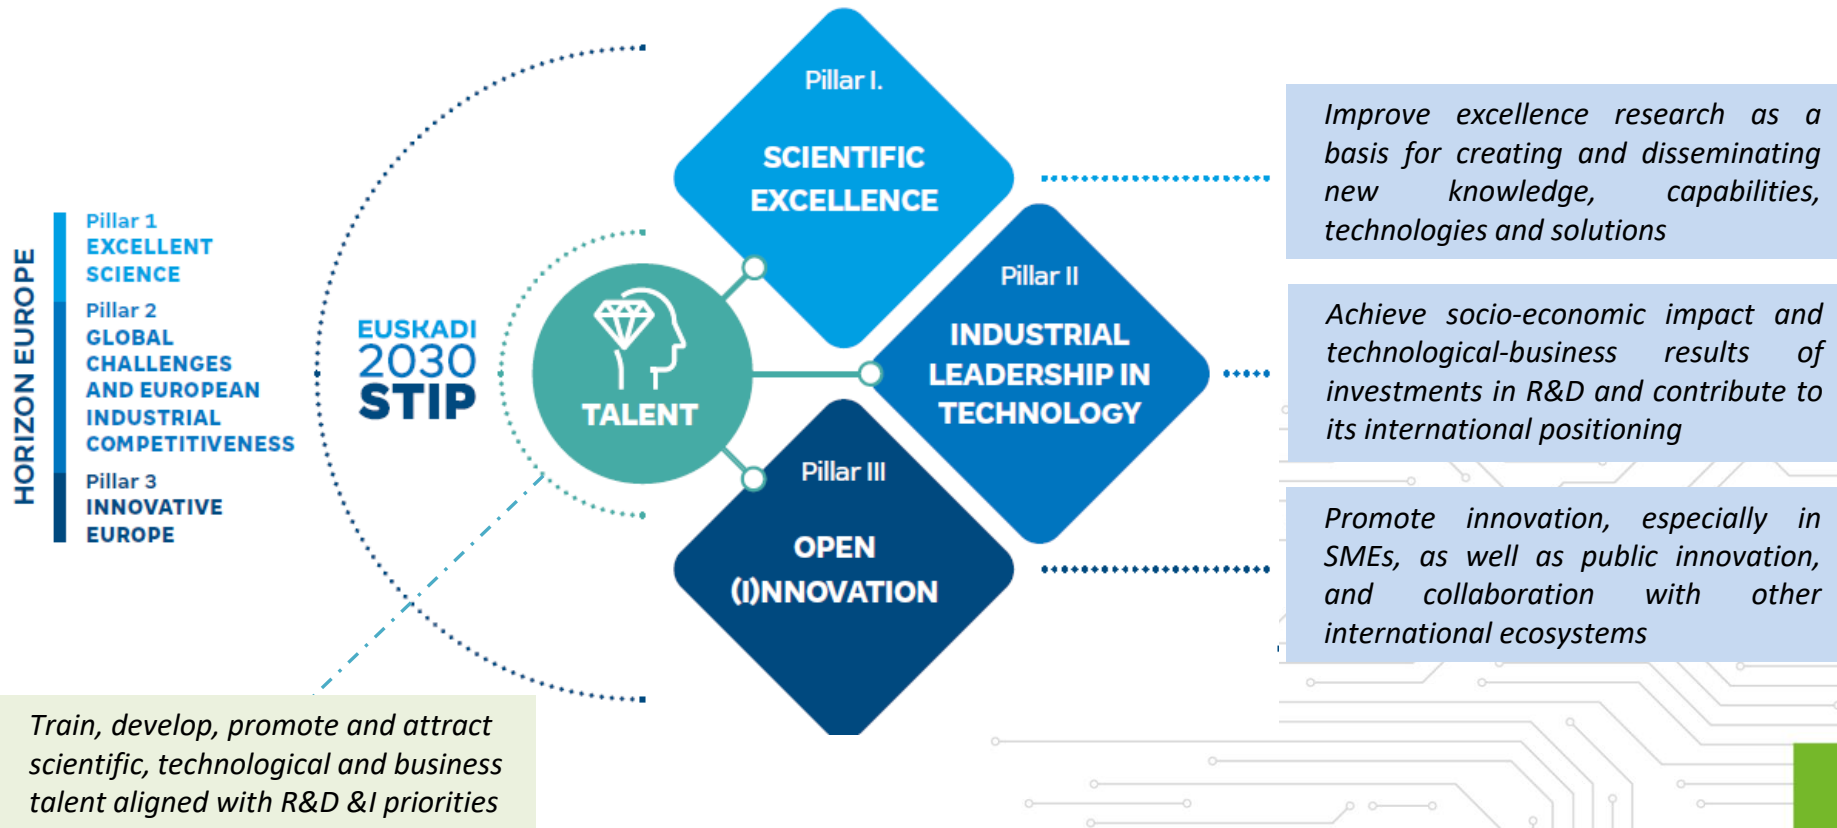 HORIZON EUROPE
Pillar 1
EXCELLENT
SCIENCE
Pillar 2
GLOBAL
CHALLENGES
AND EUROPEAN
INDUSTRIAL
COMPETITIVENESS
Pillar 3
INNOVATIVE
EUROPE
EUSKADI
2030
STIP
TALENT
Pillar I.
SCIENTIFIC
EXCELLENCE
Pillar II
INDUSTRIAL
LEADERSHIP IN
TECHNOLOGY
Pillar III
OPEN
(I)NNOVATION
Improve excellence research as a
basis for creating and disseminating
new knowledge, capabilities,
technologies and solutions
Achieve socio-economic impact and
technological-business results of
investments in R&D and contribute to
its international positioning
Promote innovation, especially in
SMEs, as well as public innovation,
and collaboration with other
international ecosystems
Train, develop, promote and attract
scientific, technological and business
talent aligned with R&D &I priorities